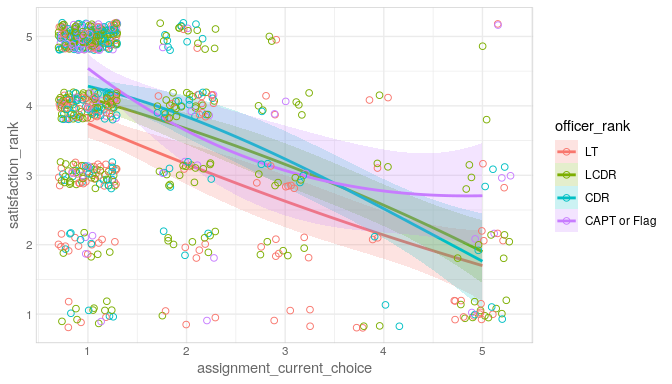 satisfaction_rank
5
4
3
2
1
1
2
3
4
5
assignment_current_choice
officer_rank
LT
LCDR
CDR
CAPT or Flag